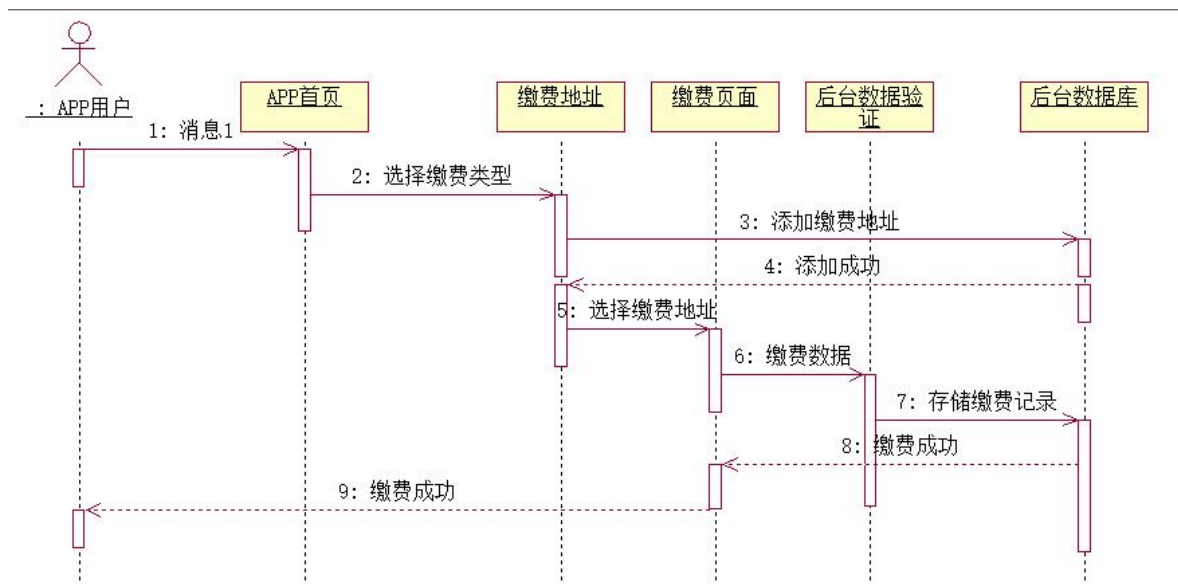 : APP用户
APP首页
缴费地址
缴费页面
后台数据验
证
后台数据库
1: 消息1
2: 选择缴费类型
3: 添加缴费地址
4: 添加成功
5: 选择缴费地址
6: 缴费数据
7: 存储缴费记录
8: 缴费成功
9: 缴费成功